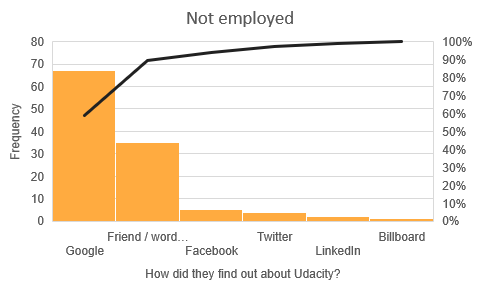 Not employed
80
70
60
50
40
30
20
10
0
Frequency
100%
90%
80%
70%
60%
50%
40%
30%
20%
10%
0%
Google
Friend / word...
Facebook
Twitter
LinkedIn
Billboard
How did they find out about Udacity?